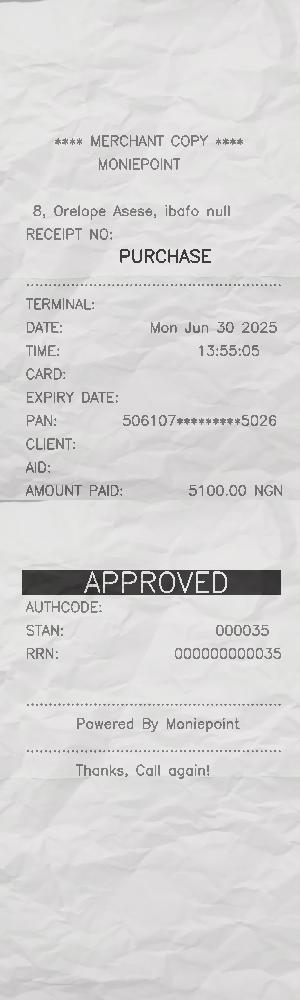 **** MERCHANT COPY ****
MONIEPOINT
8, Orelope Asese, ibafo null
RECEIPT NO:
PURCHASE
TERMINAL:
DATE: Mon Jun 30 2025
TIME: 13:55:05
CARD:
EXPIRY DATE:
PAN: 506107*********5026
CLIENT:
AID:
AMOUNT PAID: 5100.00 NGN
APPROVED
AUTHCODE:
STAN: 000035
RRN: 000000000035
Powered By Moniepoint
Thanks, Call again!